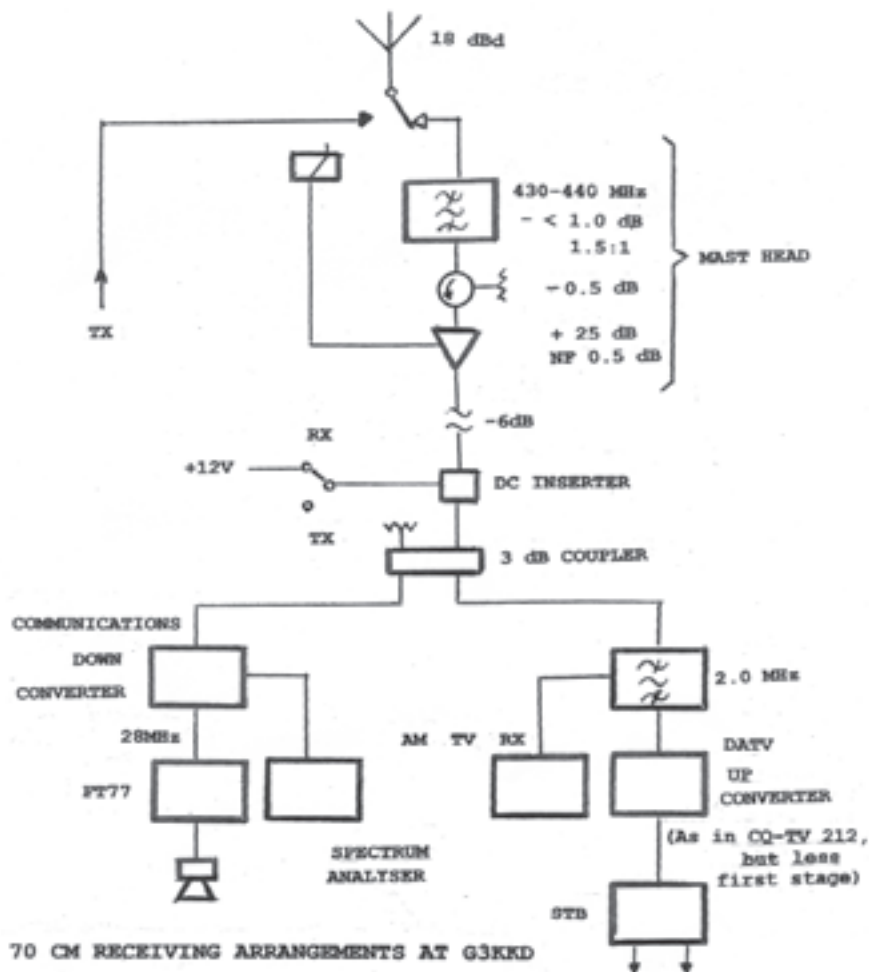 18 dBd
430-440 MHz
- < 1.0 dB
1.5:1
MAST HEAD
-0.5 dB
TX
+ 25 dB
NF 0.5 dB
-6dB
RX
+12V
DC INSERTER
TX
3 dB COUPLER
COMMUNICATIONS
DOWN
CONVERTER
2.0 MHz
28MHz
AM TV RX
DATV
FT77
UP
CONVERTER
(As in CQ-TV 212,
but less
first stage)
SPECTRUM
ANALYSER
STB
70 CM RECEIVING ARRANGEMENTS AT G3KKD